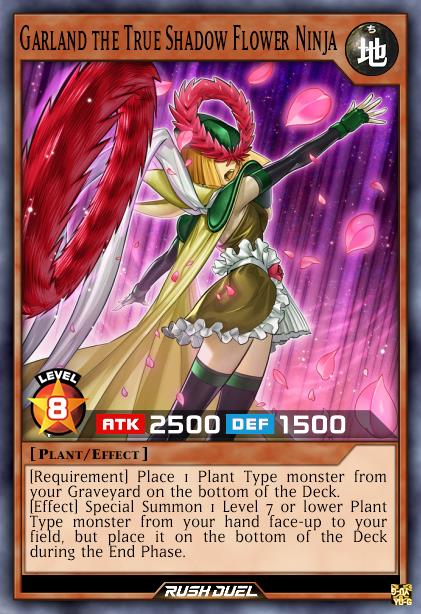 GARLAND THE TRUE SHADOW FLOWER NINJA
ち
地
LEVEL
8
ATK 2500 DEF 1500
[PLANT/EFFECT]
[Requirement] Place 1 Plant Type monster from
your Graveyard on the bottom of the Deck.
[Effect] Special Summon 1 Level 7 or lower Plant
Type monster from your hand face-up to your
field, but place it on the bottom of the Deck
during the End Phase.
RUSH DUEL